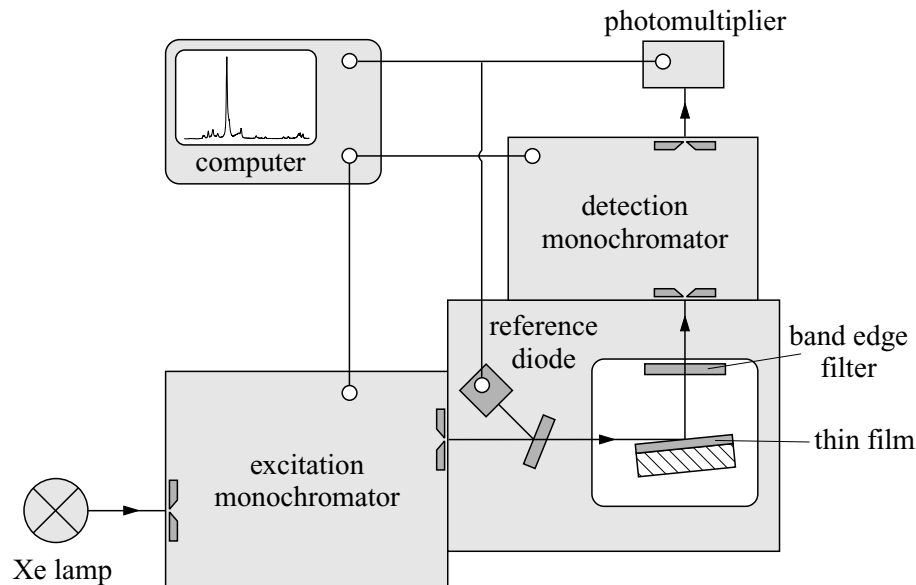 photomultiplier
computer
detection
monochromator
reference
diode
band edge
filter
thin film
excitation
monochromator
Xe lamp